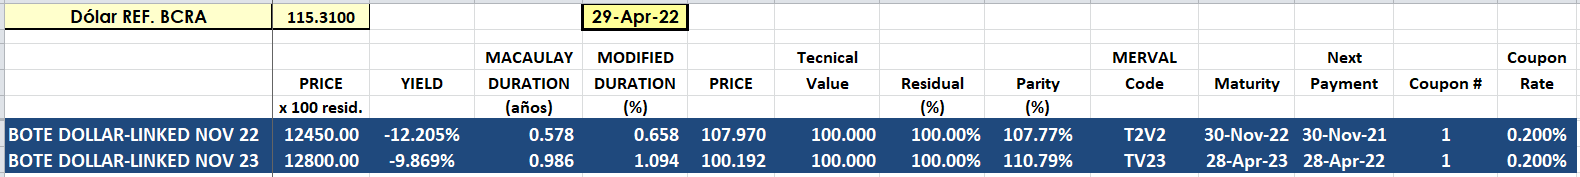 Dólar REF. BCRA 115.3100 29-Apr-22
MACAULAY MODIFIED Tecnical MERVAL Next Coupon
PRICE YIELD DURATION DURATION PRICE Value Residual Parity Code Maturity Payment Coupon # Rate
x 100 resid. (años) (%) (%) (%)
BOTE DOLLAR-LINKED NOV 22 12450.00 -12.205% 0.578 0.658 107.970 100.000 100.00% 107.77% T2V2 30-Nov-22 30-Nov-21 1 0.200%
BOTE DOLLAR-LINKED NOV 23 12800.00 -9.869% 0.986 1.094 100.192 100.000 100.00% 110.79% TV23 28-Apr-23 28-Apr-22 1 0.200%